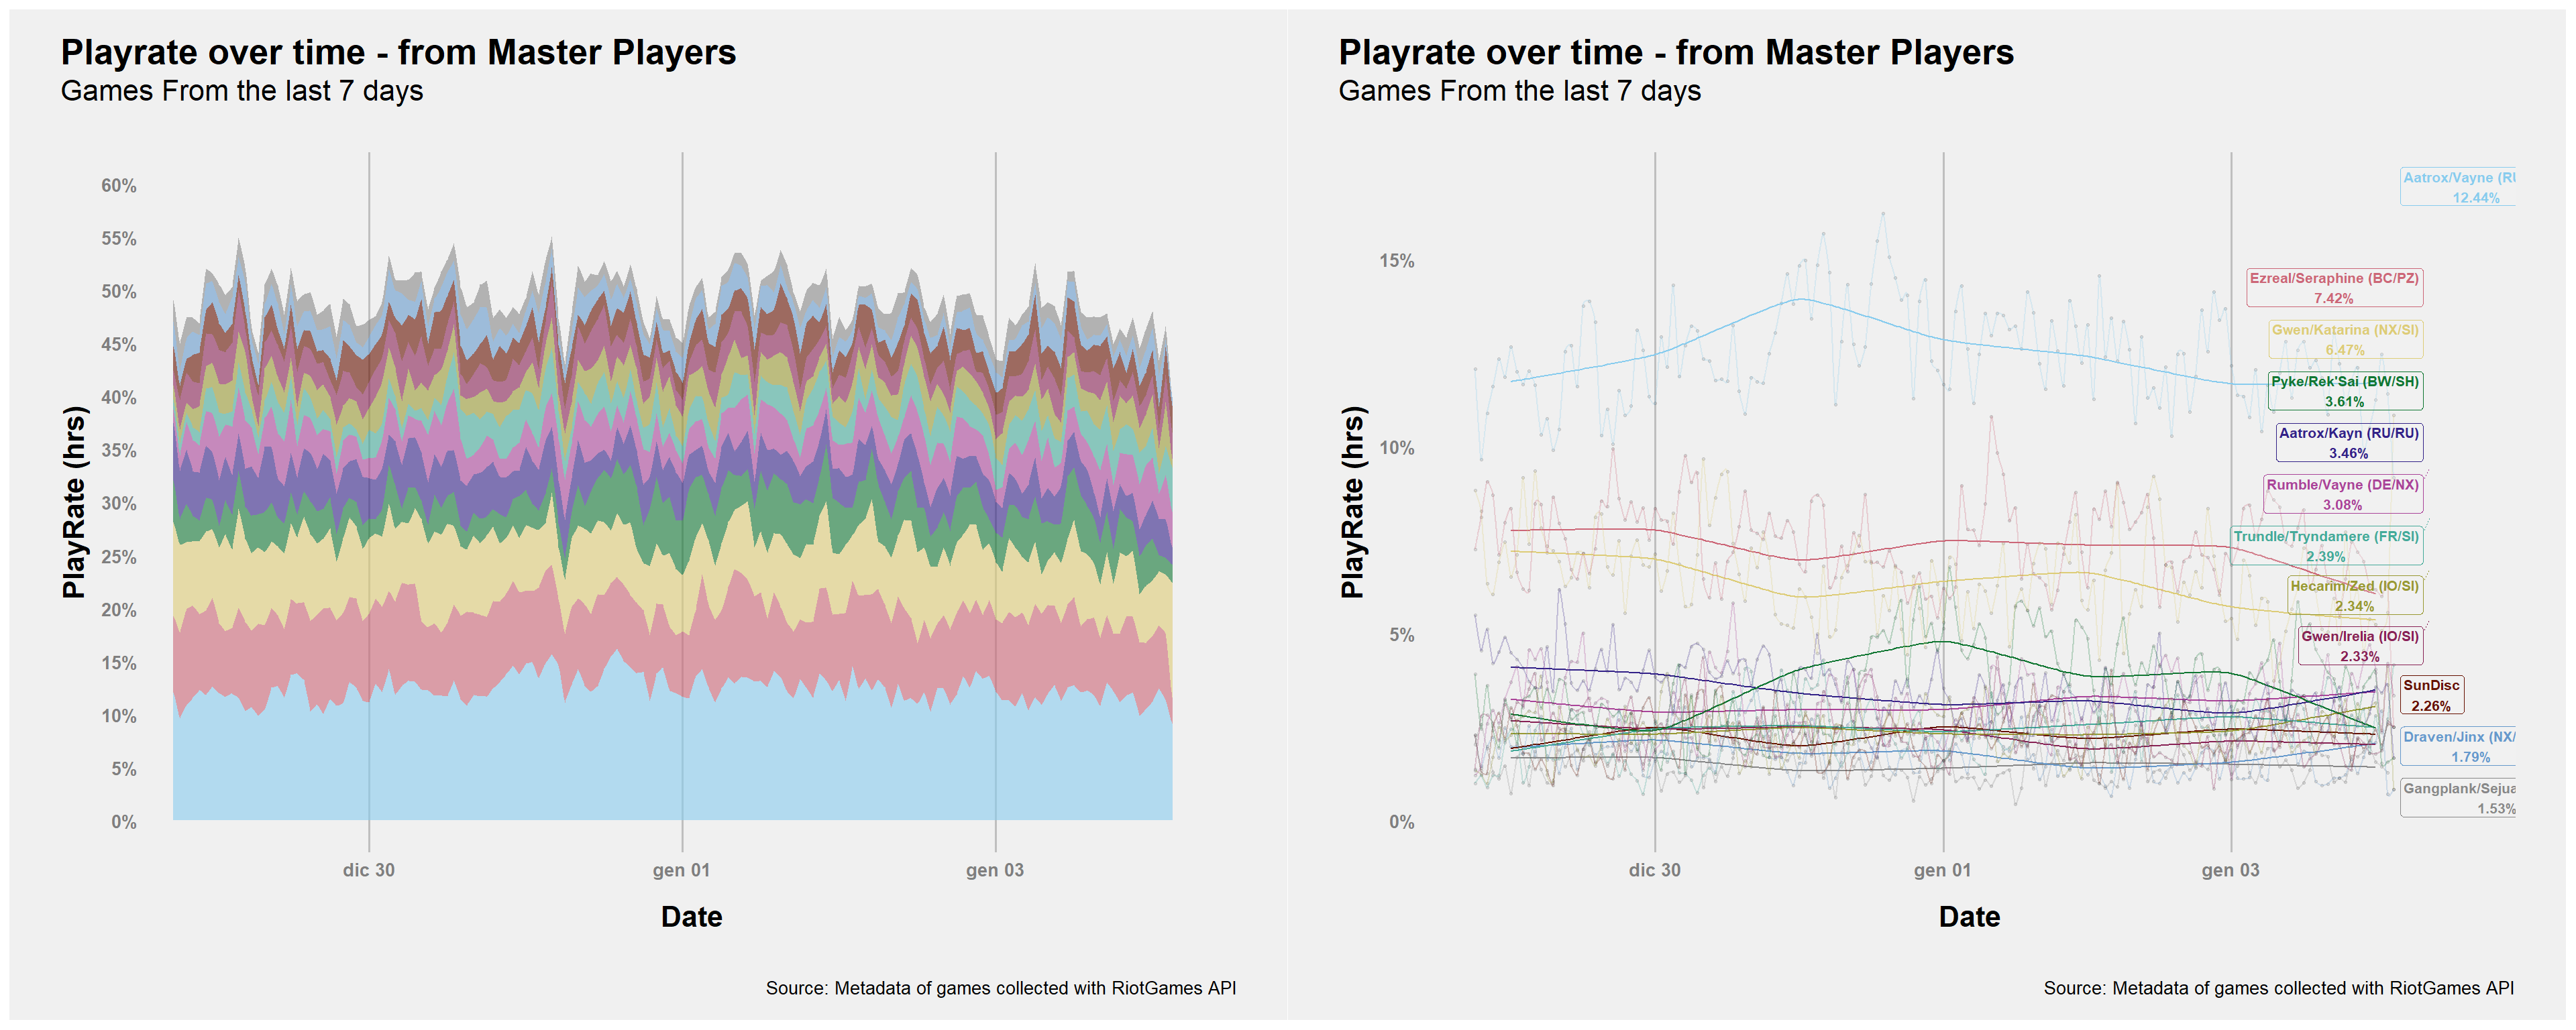 Playrate over time - from Master Players
Games From the last 7 days
PlayRate (hrs)
60%
55%
50%
45%
40%
35%
30%
25%
20%
15%
10%
5%
0%
dic 30
gen 01
gen 03
Date
Source: Metadata of games collected with RiotGames API
Playrate over time - from Master Players
Games From the last 7 days
PlayRate (hrs)
15%
10%
5%
0%
Aatrox/Vayne (RU
12.44%
Ezreal/Seraphine (BC/PZ)
7.42%
Gwen/Katarina (NX/SI)
6.47%
Pyke/Rek'Sai (BW/SH)
3.61%
Aatrox/Kayn (RU/RU)
3.46%
Rumble/Vayne (DE/NX)
3.08%
Trundle/Tryndamere (FR/SI)
2.39%
Hecarim/Zed (IO/SI)
2.34%
Gwen/Irelia (IO/SI)
2.33%
SunDisc
2.26%
Draven/Jinx (NX/
1.79%
Gangplank/Sejua
1.53%
dic 30
gen 01
gen 03
Date
Source: Metadata of games collected with RiotGames API